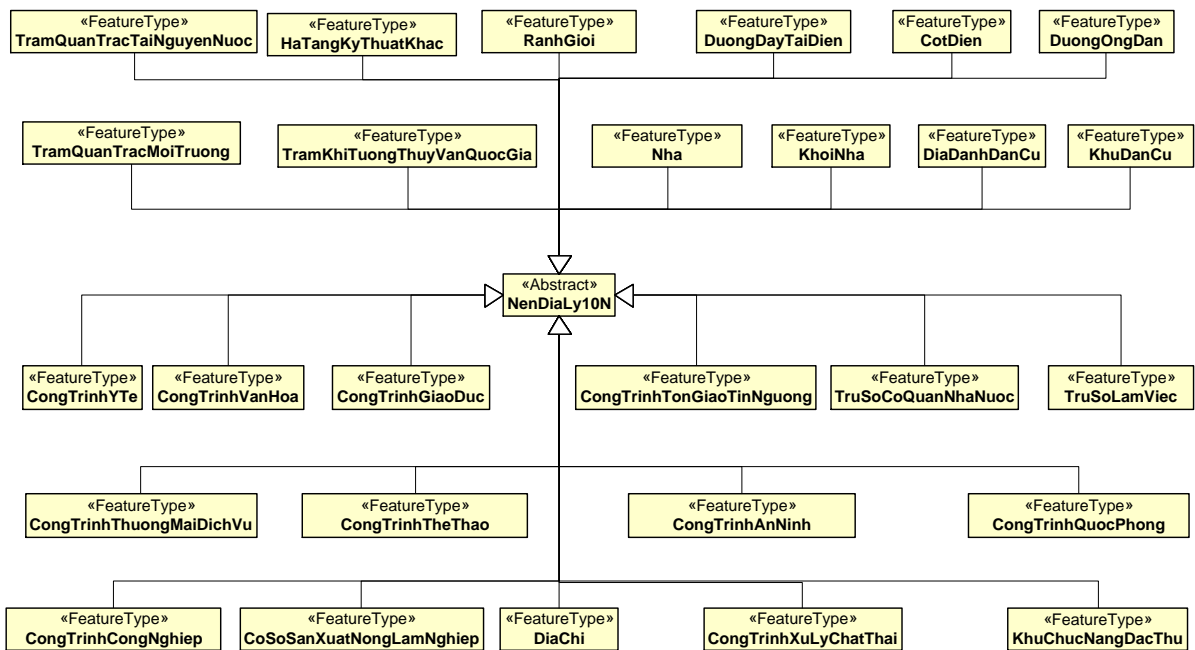 «FeatureType»
TramQuanTracTaiNguyenNuoc
«FeatureType»
HaTangKyThuatKhac
«FeatureType»
RanhGioi
«FeatureType»
DuongDayTaiDien
«FeatureType»
CotDien
«FeatureType»
DuongOngDan
«FeatureType»
TramQuanTracMoiTruong
«FeatureType»
TramKhiTuongThuyVanQuocGia
«FeatureType»
Nha
«FeatureType»
KhoiNha
«FeatureType»
DiaDanhDanCu
«FeatureType»
KhuDanCu
«Abstract»
NenDiaLy10N
«FeatureType»
CongTrinhYTe
«FeatureType»
CongTrinhVanHoa
«FeatureType»
CongTrinhGiaoDuc
«FeatureType»
CongTrinhTonGiaoTinNguong
«FeatureType»
TruSoCoQuanNhaNuoc
«FeatureType»
TruSoLamViec
«FeatureType»
CongTrinhThuongMaiDichVu
«FeatureType»
CongTrinhTheThao
«FeatureType»
CongTrinhAnNinh
«FeatureType»
CongTrinhQuocPhong
«FeatureType»
CongTrinhCongNghiep
«FeatureType»
CoSoSanXuatNongLamNghiep
«FeatureType»
DiaChi
«FeatureType»
CongTrinhXuLyChatThai
«FeatureType»
KhuChucNangDacThu